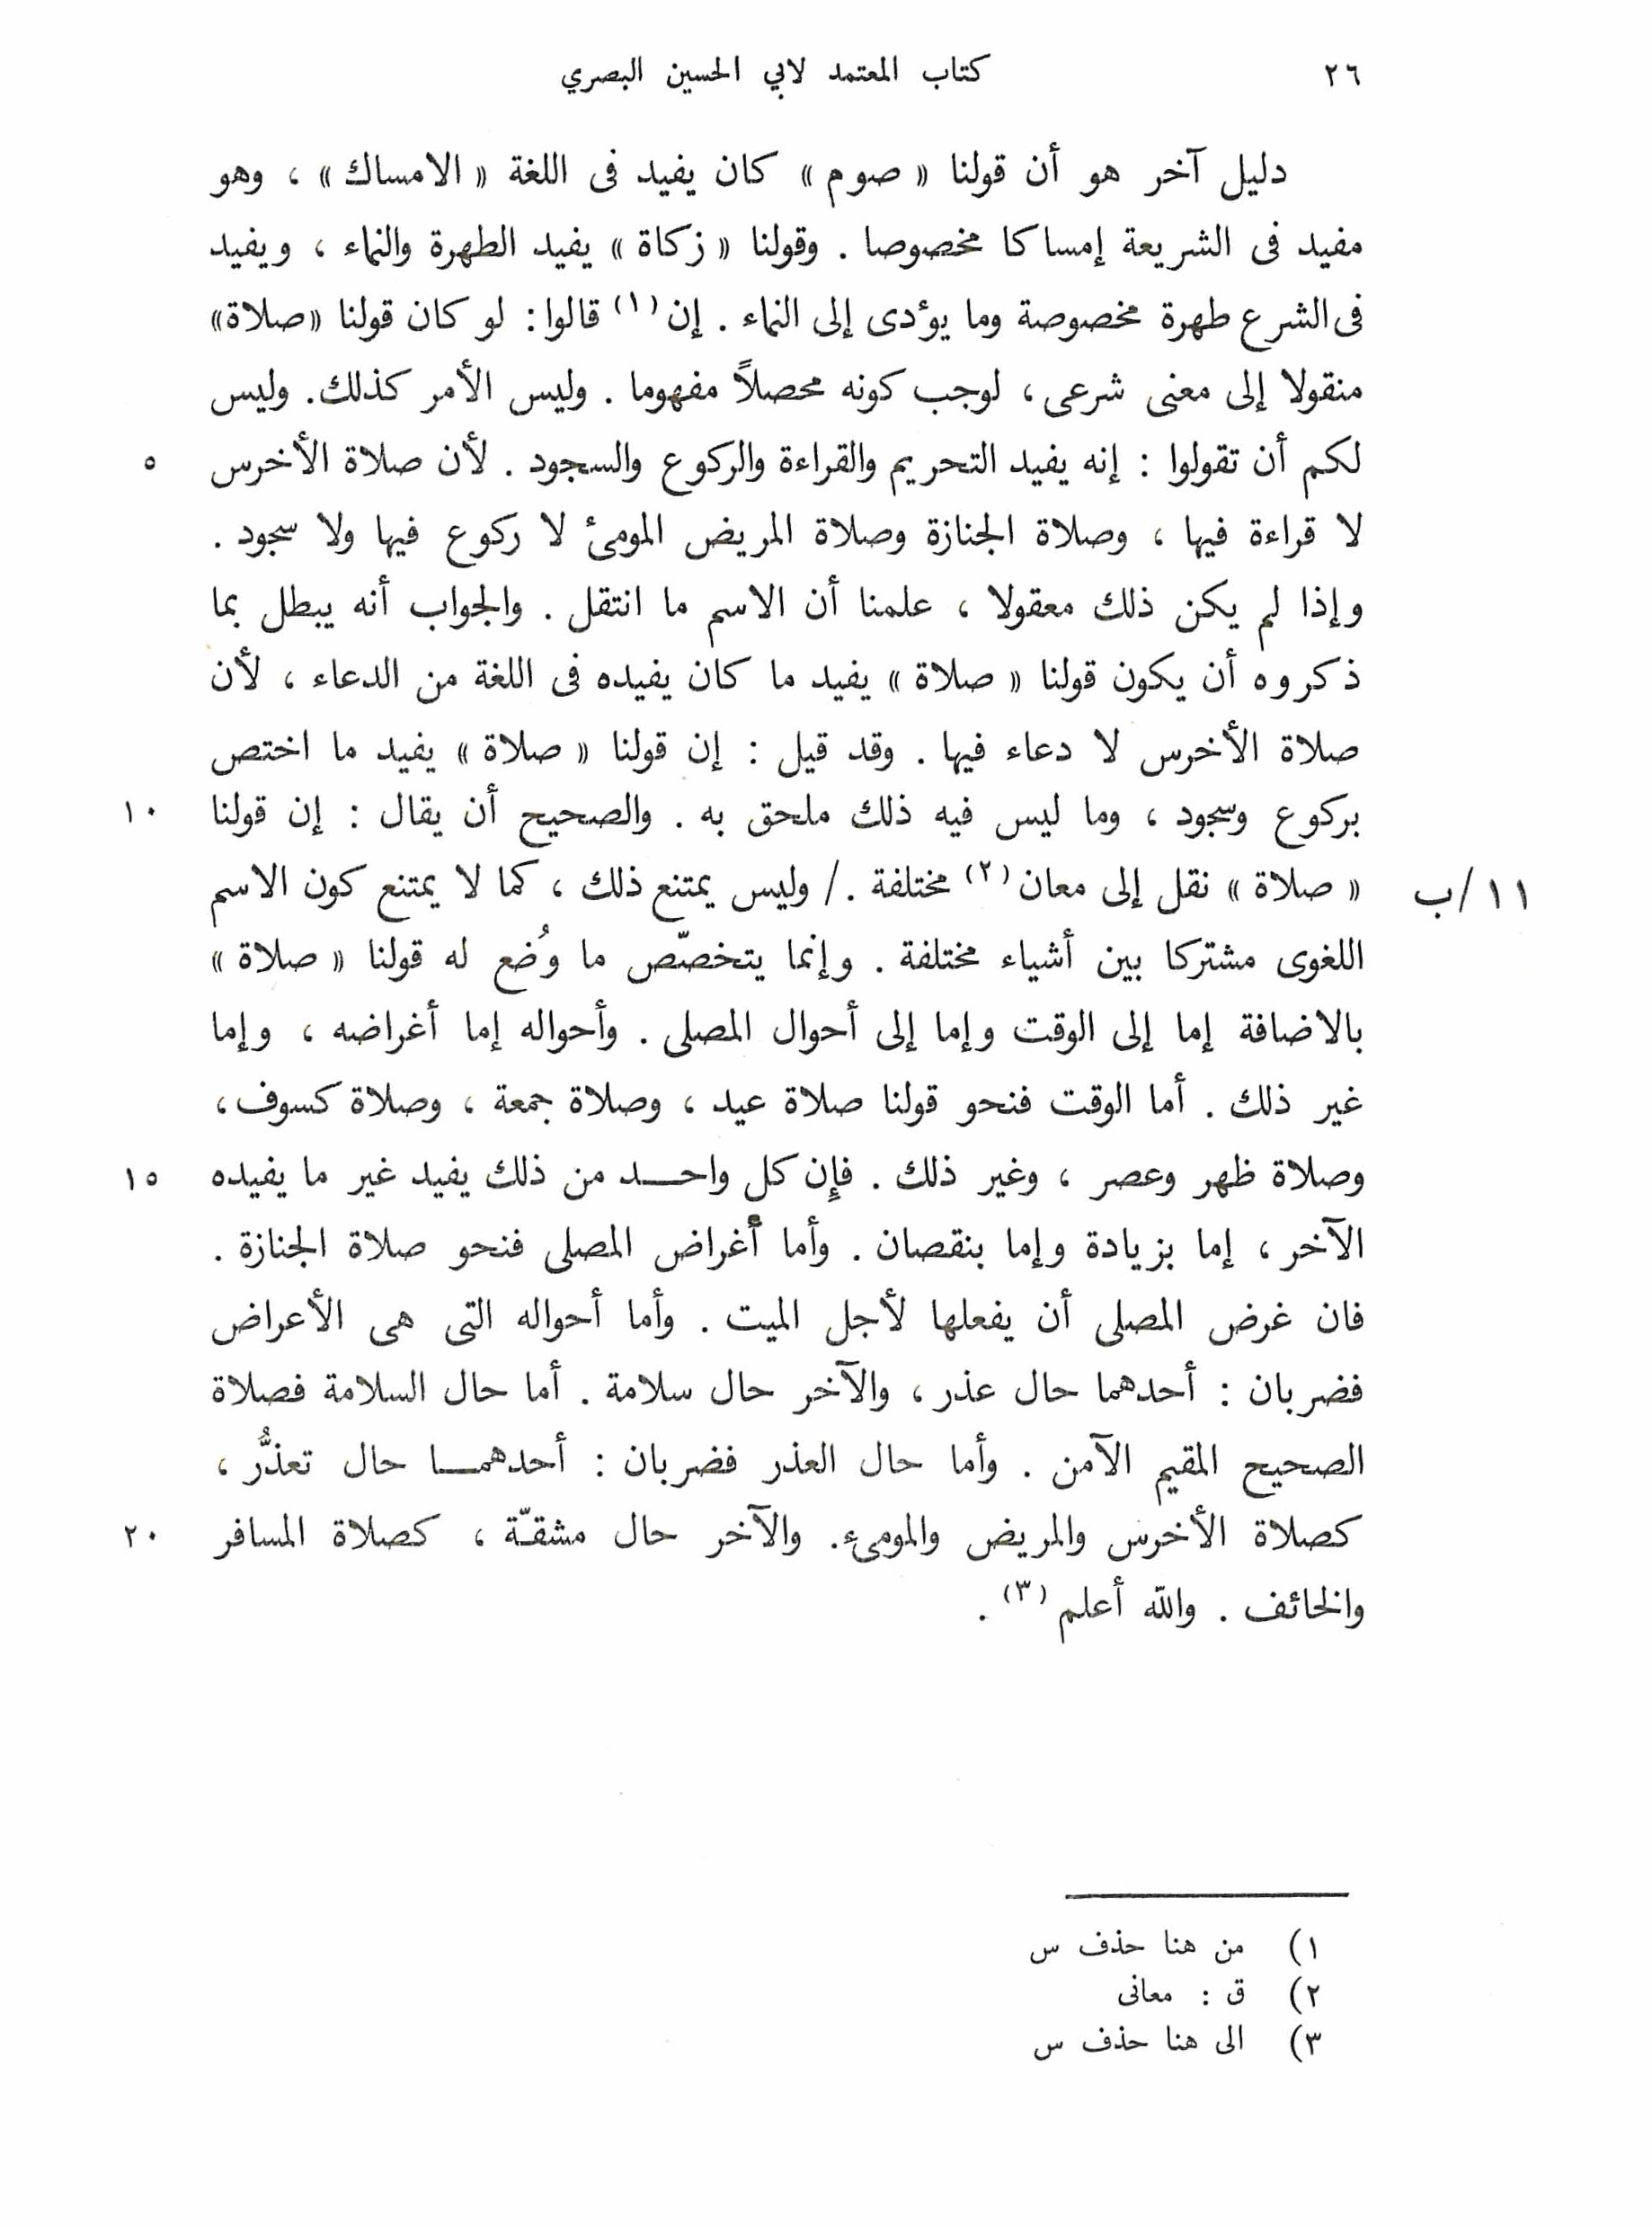 ٢٦ كتاب المعتمد لابي الحسين البصري
دليل آخر هو أن قولنا « صوم » كان يفيد فى اللغة « الامساك » ، وهو
مفيد فى الشريعة إمساكا مخصوصا . وقولنا « زكاة » يفيد الطهرة والنماء ، ويفيد
فى الشرع طهرة مخصوصة وما يوٴدى إلى النماء . إن (١) قالوا : لو كان قولنا «صلاة»
منقولا إلى معنى شرعى ، لوجب كونه محصلاً مفهوما . وليس الأمر كذلك. وليس
لكم أن تقولوا : إنه يفيد التحريم والقراءة والركوع والسجود . لأن صلاة الأخرس ٥
لا قراءة فيها ، وصلاة الجنازة وصلاة المريض المومئ لا ركوع فيها ولا سجود .
وإذا لم يكن ذلك معقولا ، علمنا أن الاسم ما انتقل . والجواب أنه يبطل بما
ذكروه أن يكون قولنا « صلاة » يفيد ما كان يفيده فى اللغة من الدعاء ، لأن
صلاة الأخرس لا دعاء فيها . وقد قيل : إن قولنا « صلاة » يفيد ما اختص
بركوع وسجود ، وما ليس فيه ذلك ملحق به . والصحيح أن يقال : إن قولنا ١٠
١١/ب « صلاة » نقل إلى معان (٢) مختلفة ./ وليس يمتنع ذلك ، كما لا يمتنع كون الاسم
اللغوى مشتركا بين أشياء مختلفة . وإنما يتخصّص ما وُضع له قولنا « صلاة »
بالاضافة إما إلى الوقت وإما إلى أحوال المصلى . وأحواله إما أغراضه ، وإما
غير ذلك . أما الوقت فنحو قولنا صلاة عيد ، وصلاة جمعة ، وصلاة كسوف ،
وصلاة ظهر وعصر ، وغير ذلك . فإن كل واحـــد من ذلك يفيد غير ما يفيده ١٥
الآخر ، إما بزيادة وإما بنقصان . وأما أغراض المصلى فنحو صلاة الجنازة .
فان غرض المصلى أن يفعلها لأجل الميت . وأما أحواله التى هى الأعراض
فضربان : أحدهما حال عذر ، والآخر حال سلامة . أما حال السلامة فصلاة
الصحيح المقيم الآمن . وأما حال العذر فضربان : أحدهمــا حال تعذُّر ،
كصلاة الأخرس والمريض والمومىء. والآخر حال مشقّة ، كصلاة المسافر ٢٠
والخائف . والله أعلم (٣) .
١) من هنا حذف س
٢) ق : معانى
٣) الى هنا حذف س